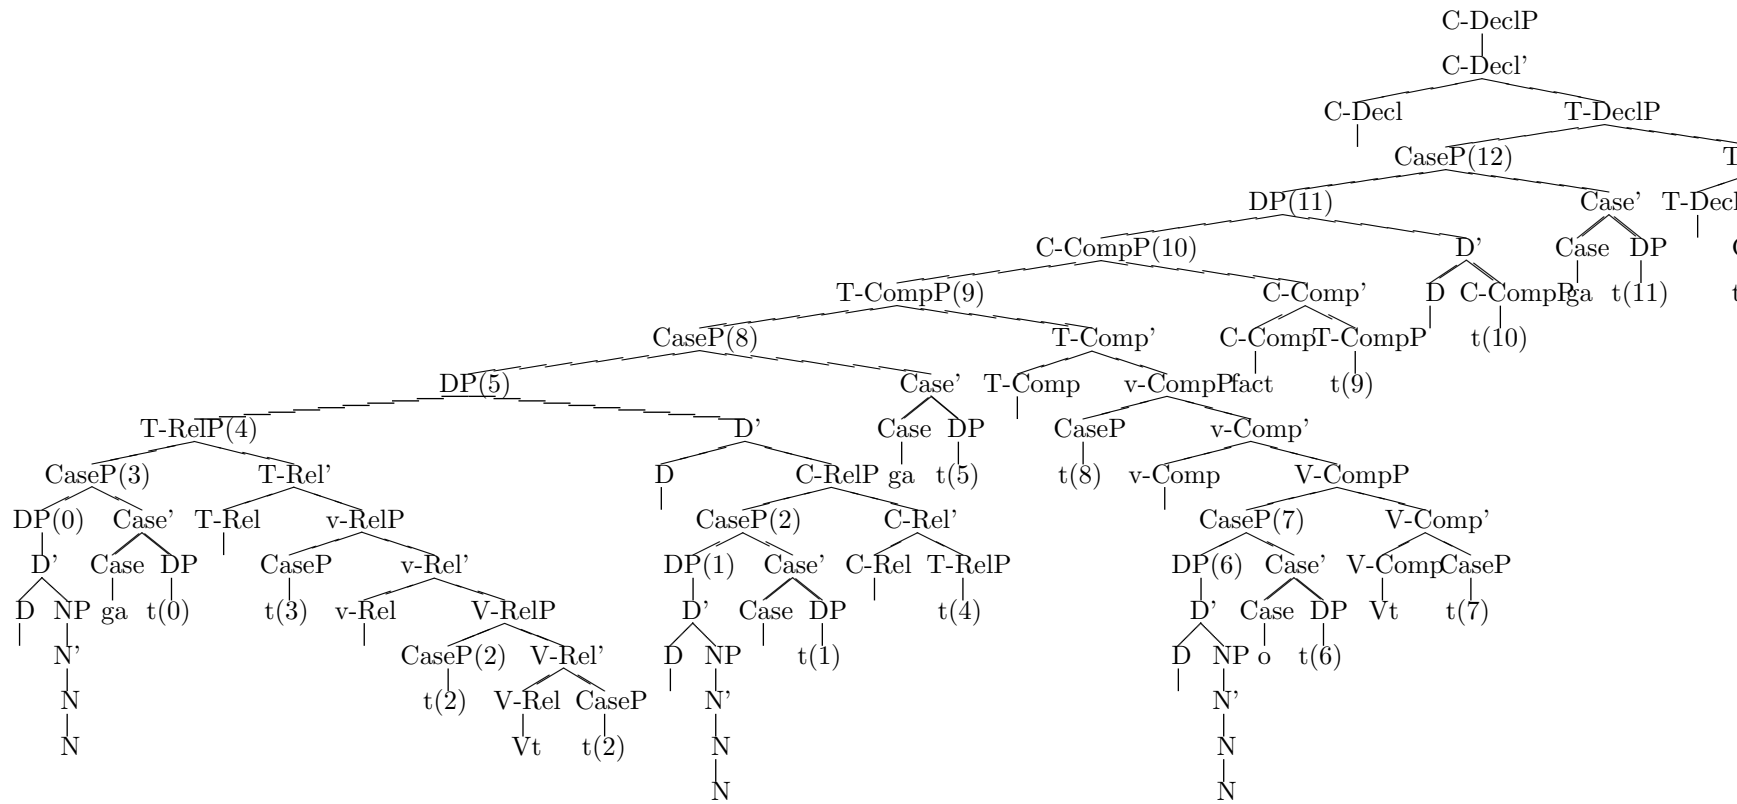 C-DeclP
C-Decl'
C-Decl T-DeclP
CaseP(12)
DP(11) Case' T-Decl
C-CompP(10) D' Case DP
T-CompP(9) C-Comp' D C-CompP ga t(11)
CaseP(8) T-Comp' C-Comp T-CompP t(10)
DP(5) Case' T-Comp v-CompP fact t(9)
T-RelP(4) D' Case DP CaseP v-Comp'
CaseP(3) T-Rel' D C-RelP ga t(5) t(8) v-Comp V-CompP
DP(0) Case' T-Rel v-RelP CaseP(2) C-Rel' CaseP(7) V-Comp'
D' Case DP CaseP v-Rel' DP(1) Case' C-Rel T-RelP DP(6) Case' V-Comp CaseP
D NP ga t(0) t(3) v-Rel V-RelP D' Case DP t(4) D' Case DP Vt t(7)
N' CaseP(2) V-Rel' D NP t(1) D NP o t(6)
N t(2) V-Rel CaseP N' N'
N Vt t(2) N N
N N